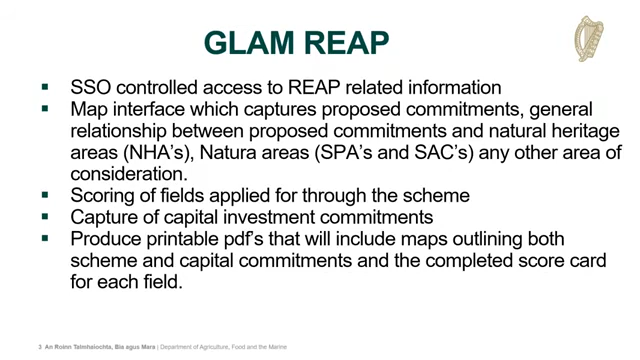 GLAM REAP
▪ SSO controlled access to REAP related information
▪ Map interface which captures proposed commitments, general
relationship between proposed commitments and natural heritage
areas (NHA's), Natura areas (SPA's and SAC's) any other area of
consideration.
▪ Scoring of fields applied for through the scheme
▪ Capture of capital investment commitments
▪ Produce printable pdf's that will include maps outlining both
scheme and capital commitments and the completed score card
for each field.
3 An Roinn Talmhaíochta, Bia agus Mara | Department of Agriculture, Food and the Marine